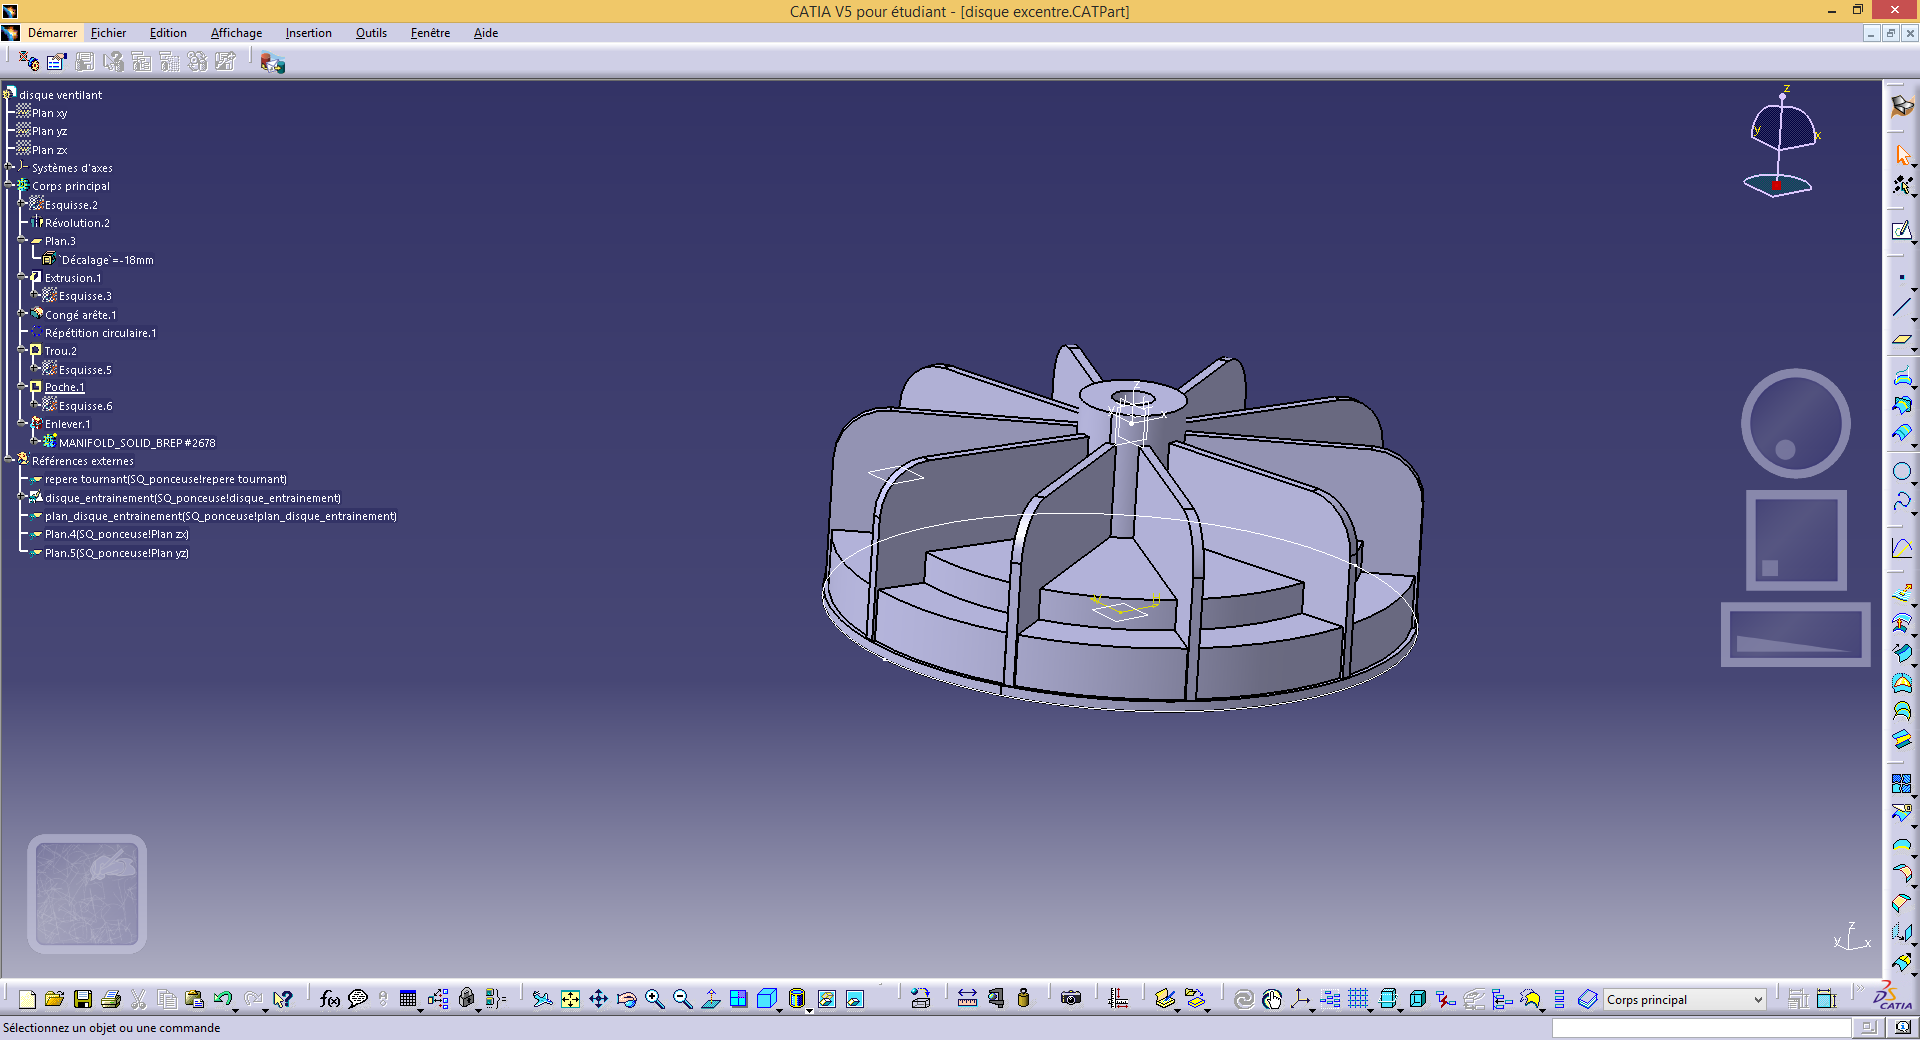 CATIA V5 pour étudiant - [disque excentre.CATPart]
Démarrer Fichier Edition Affichage Insertion Outils Fenêtre Aide
disque ventilant
Plan xy
Plan yz
Plan zx
Systèmes d'axes
Corps principal
Esquisse.2
Révolution.2
Plan.3
`Décalage`=-18mm
Extrusion.1
Esquisse.3
Congé arête.1
Répétition circulaire.1
Trou.2
Esquisse.5
Poche.1
Esquisse.6
Enlever.1
MANIFOLD_SOLID_BREP #2678
Références externes
repere tournant(SQ_ponceuse!repere tournant)
disque_entrainement(SQ_ponceuse!disque_entrainement)
plan_disque_entrainement(SQ_ponceuse!plan_disque_entrainement)
Plan.4(SQ_ponceuse!Plan zx)
Plan.5(SQ_ponceuse!Plan yz)
z
y x
z
y x
z
y x
f(x)
Corps principal
CATIA
Sélectionnez un objet ou une commande